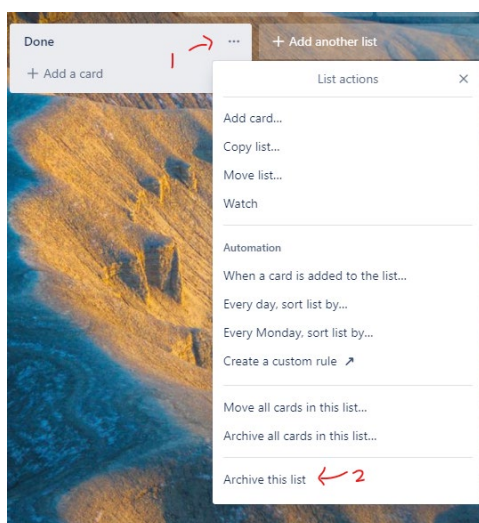 Done
1
···
+ Add another list
+ Add a card
List actions
×
Add card...
Copy list...
Move list...
Watch
Automation
When a card is added to the list...
Every day, sort list by...
Every Monday, sort list by...
Create a custom rule ↗
Move all cards in this list...
Archive all cards in this list...
Archive this list ← 2